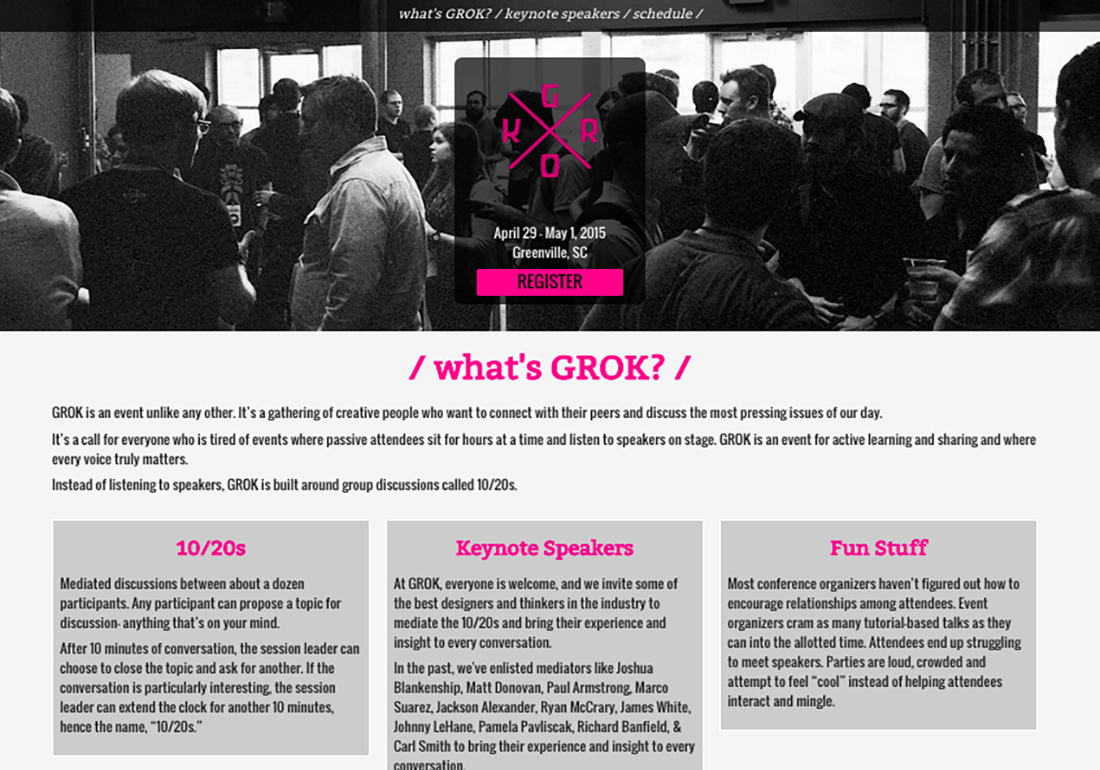 what's GROK? / keynote speakers / schedule /
G
K R
O
April 29 - May 1, 2015
Greenville, SC
REGISTER
/ what's GROK? /
GROK is an event unlike any other. It's a gathering of creative people who want to connect with their peers and discuss the most pressing issues of our day.
It's a call for everyone who is tired of events where passive attendees sit for hours at a time and listen to speakers on stage. GROK is an event for active learning and sharing and where
every voice truly matters.
Instead of listening to speakers, GROK is built around group discussions called 10/20s.
10/20s
Mediated discussions between about a dozen
participants. Any participant can propose a topic for
discussion- anything that's on your mind.
After 10 minutes of conversation, the session leader can
choose to close the topic and ask for another. If the
conversation is particularly interesting, the session
leader can extend the clock for another 10 minutes,
hence the name, “10/20s.”
Keynote Speakers
At GROK, everyone is welcome, and we invite some of
the best designers and thinkers in the industry to
mediate the 10/20s and bring their experience and
insight to every conversation.
In the past, we've enlisted mediators like Joshua
Blankenship, Matt Donovan, Paul Armstrong, Marco
Suarez, Jackson Alexander, Ryan McCrary, James White,
Johnny LeHane, Pamela Pavliscak, Richard Banfield, &
Carl Smith to bring their experience and insight to every
conversation.
Fun Stuff
Most conference organizers haven't figured out how to
encourage relationships among attendees. Event
organizers cram as many tutorial-based talks as they
can into the allotted time. Attendees end up struggling
to meet speakers. Parties are loud, crowded and
attempt to feel “cool” instead of helping attendees
interact and mingle.